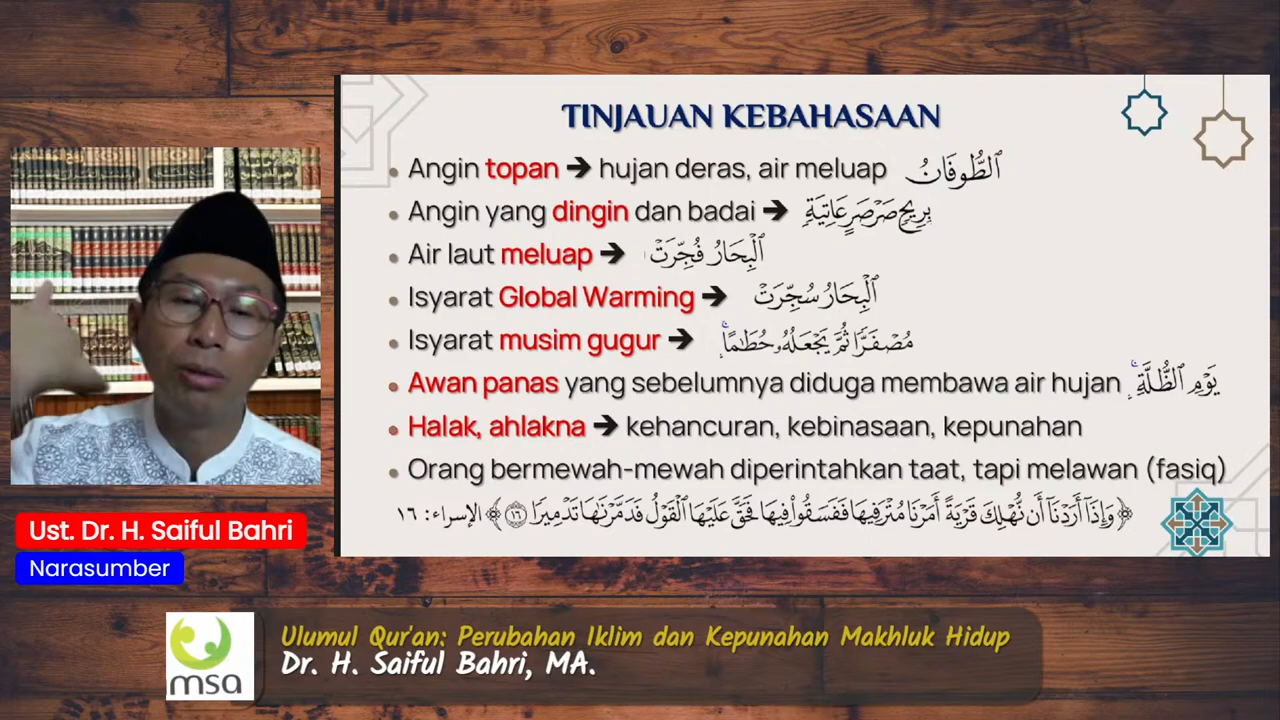 TINJAUAN KEBAHASAAN
• Angin topan ➔ hujan deras, air meluap ٱلطُّوفَانُ
• Angin yang dingin dan badai ➔ بِرِيحٍ صَرْصَرٍ عَاتِيَةٍ
• Air laut meluap ➔ ٱلْبِحَارُ فُجِّرَتْ
• Isyarat Global Warming ➔ ٱلْبِحَارُ سُجِّرَتْ
• Isyarat musim gugur ➔ مُصْفَرًّا ثُمَّ يَجْعَلُهُۥ حُطَٰمًا
• Awan panas yang sebelumnya diduga membawa air hujan يَوْمِ ٱلظُّلَّةِ
• Halak, ahlakna ➔ kehancuran, kebinasaan, kepunahan
• Orang bermewah-mewah diperintahkan taat, tapi melawan (fasiq)
﴿وَإِذَآ أَرَدْنَآ أَن نُّهْلِكَ قَرْيَةً أَمَرْنَا مُتْرَفِيهَا فَفَسَقُوا۟ فِيهَا فَحَقَّ عَلَيْهَا ٱلْقَوْلُ فَدَمَّرْنَٰهَا تَدْمِيرًا ١٦﴾ الإسراء: ١٦
Ust. Dr. H. Saiful Bahri
Narasumber
msa
Ulumul Qur'an: Perubahan Iklim dan Kepunahan Makhluk Hidup
Dr. H. Saiful Bahri, MA.